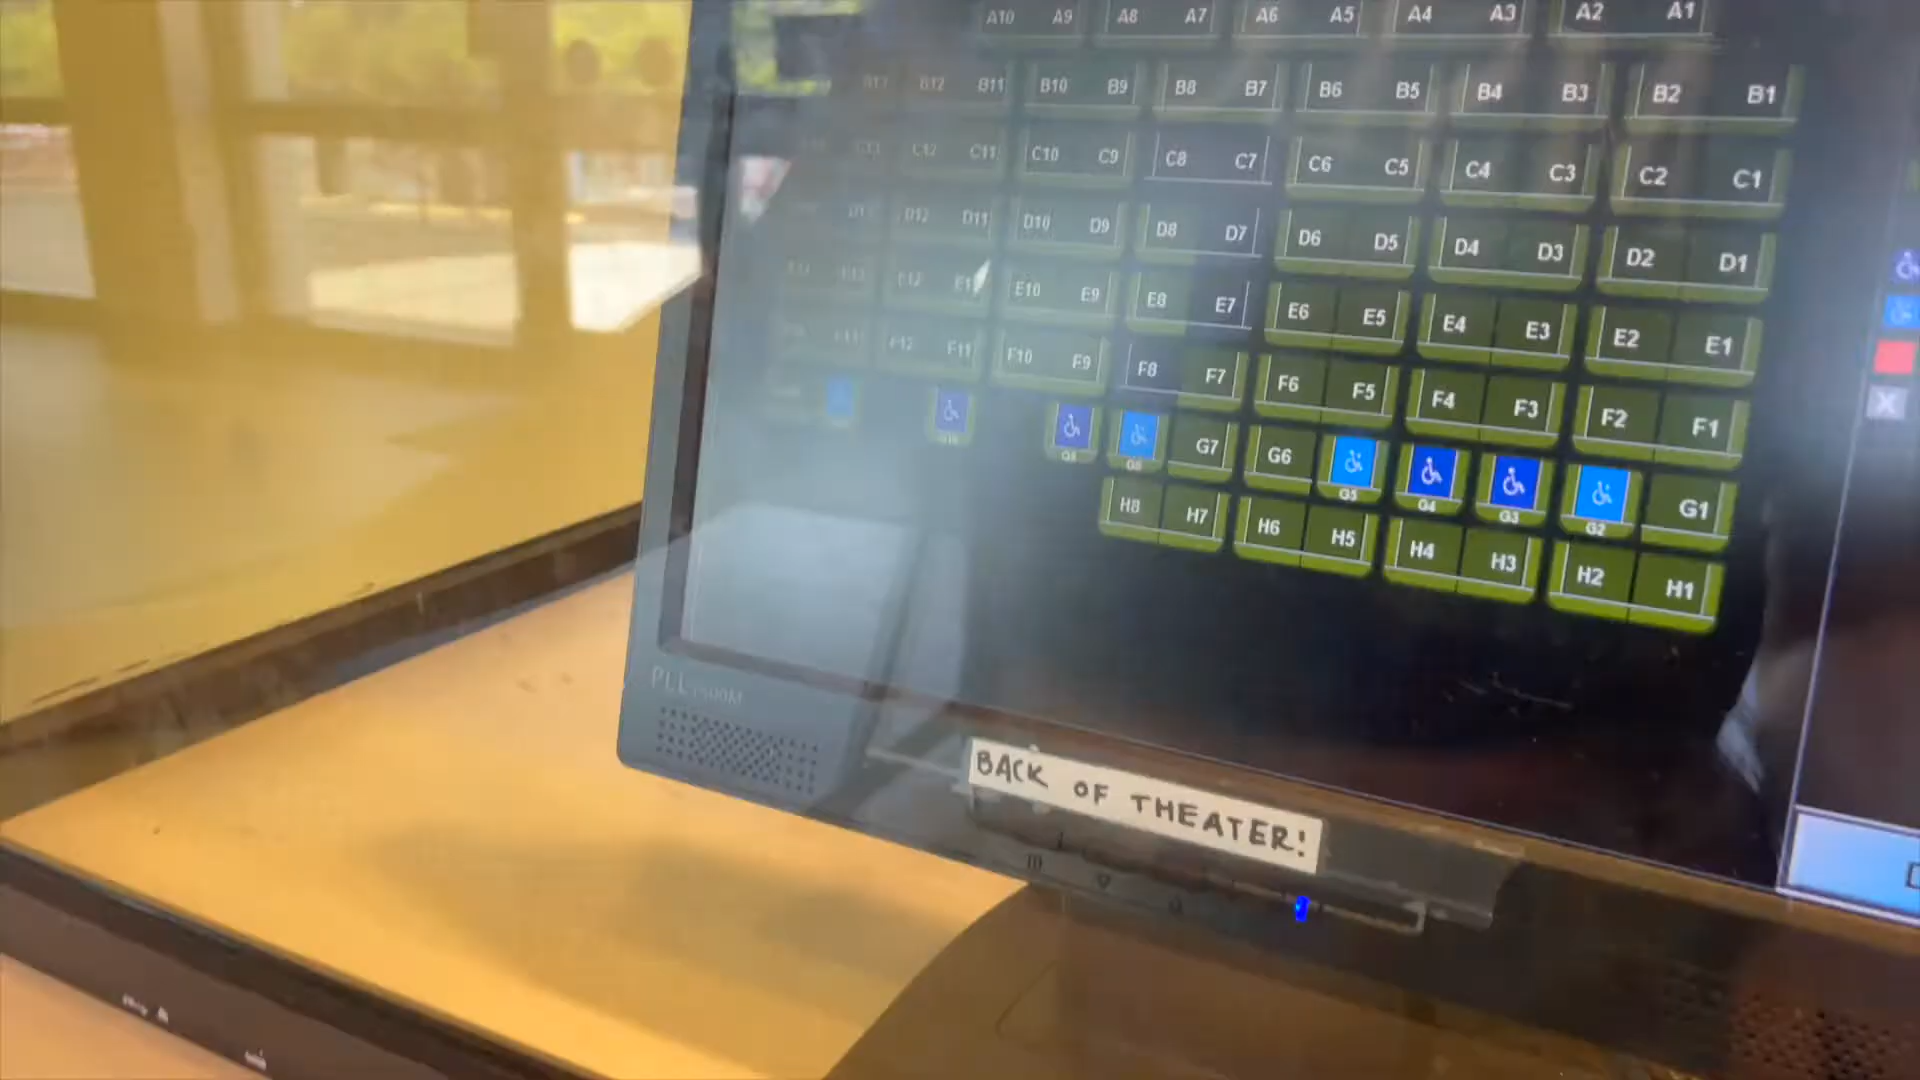 A10 A9 A8 A7 A6 A5 A4 A3 A2 A1
B12 B11 B10 B9 B8 B7 B6 B5 B4 B3 B2 B1
C12 C11 C10 C9 C8 C7 C6 C5 C4 C3 C2 C1
D12 D11 D10 D9 D8 D7 D6 D5 D4 D3 D2 D1
E12 E10 E9 E8 E7 E6 E5 E4 E3 E2 E1
F12 F11 F10 F9 F8 F7 F6 F5 F4 F3 F2 F1
G7 G6 G5 G4 G3 G2 G1
H8 H7 H6 H5 H4 H3 H2 H1
X
BACK OF THEATER!